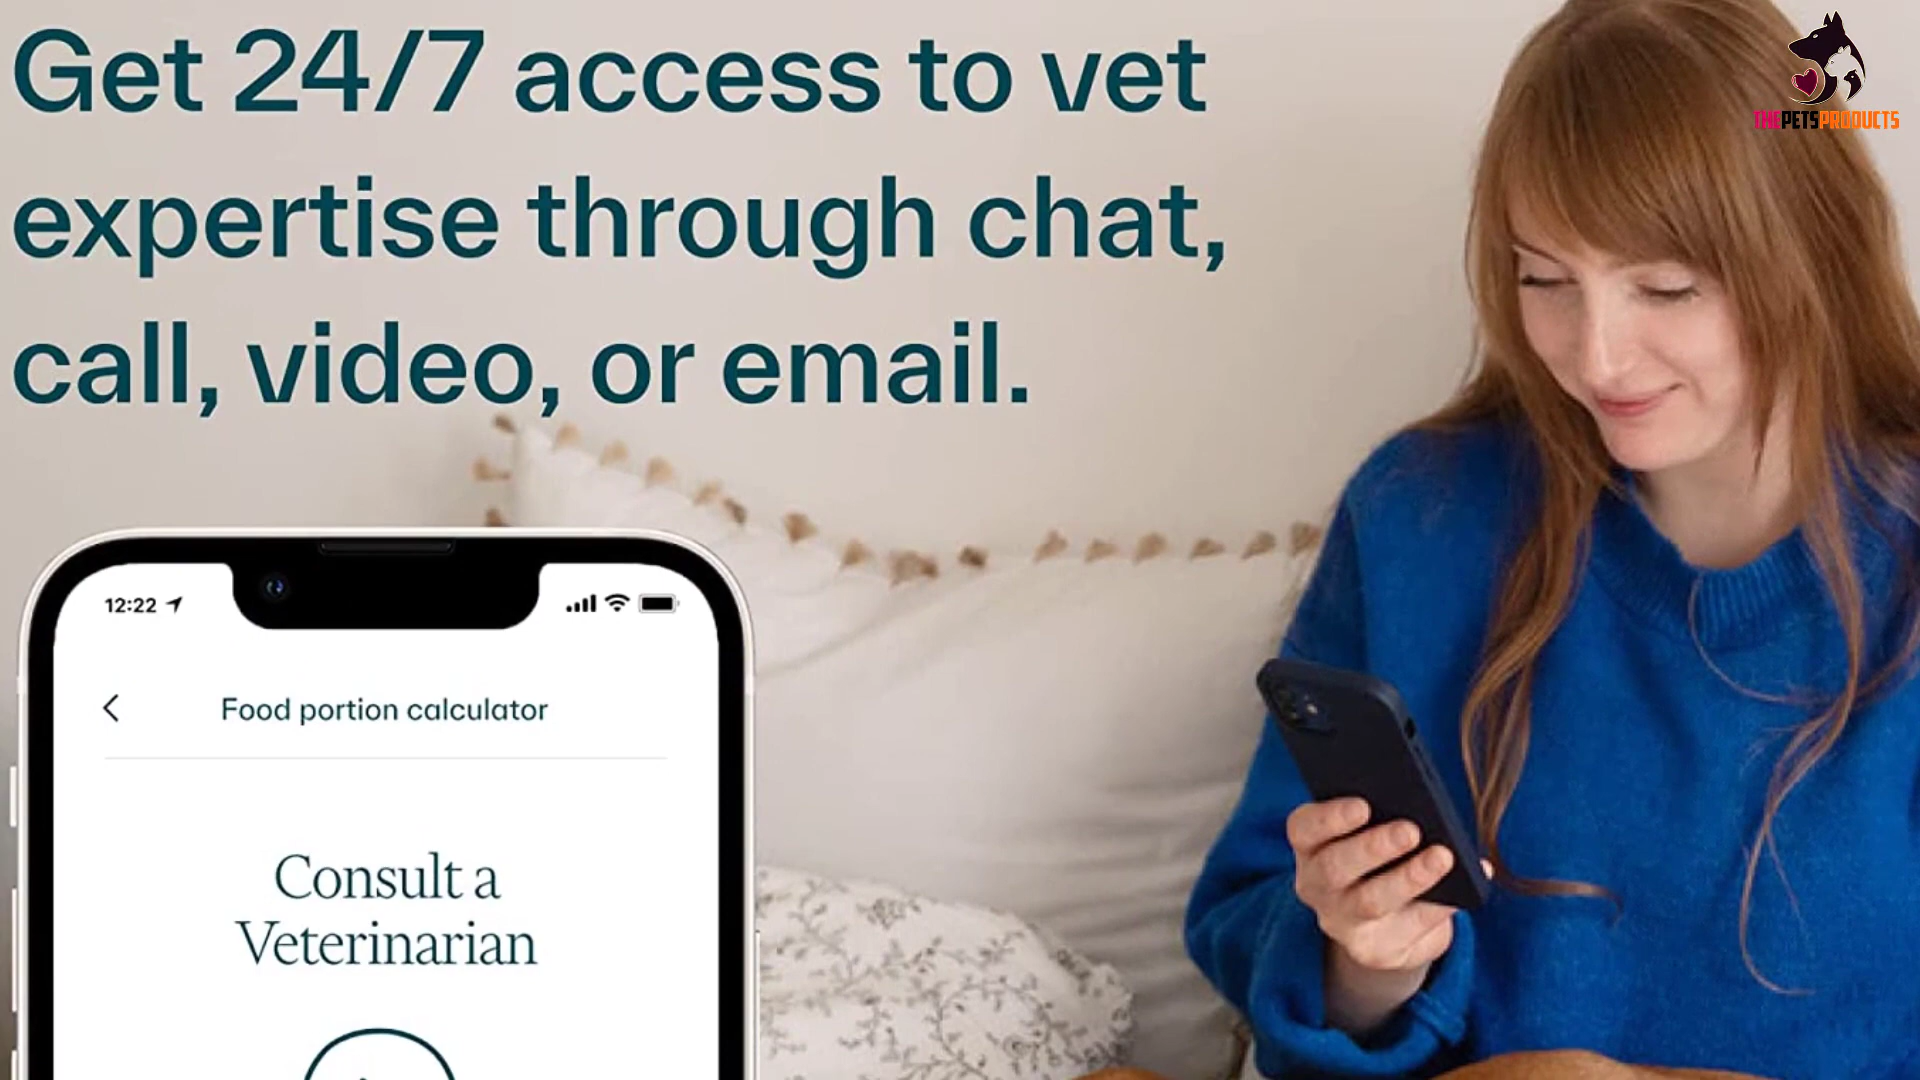 Get 24/7 access to vet
expertise through chat,
call, video, or email.
THEPETSPRODUCTS
12:22
Food portion calculator
Consult a
Veterinarian